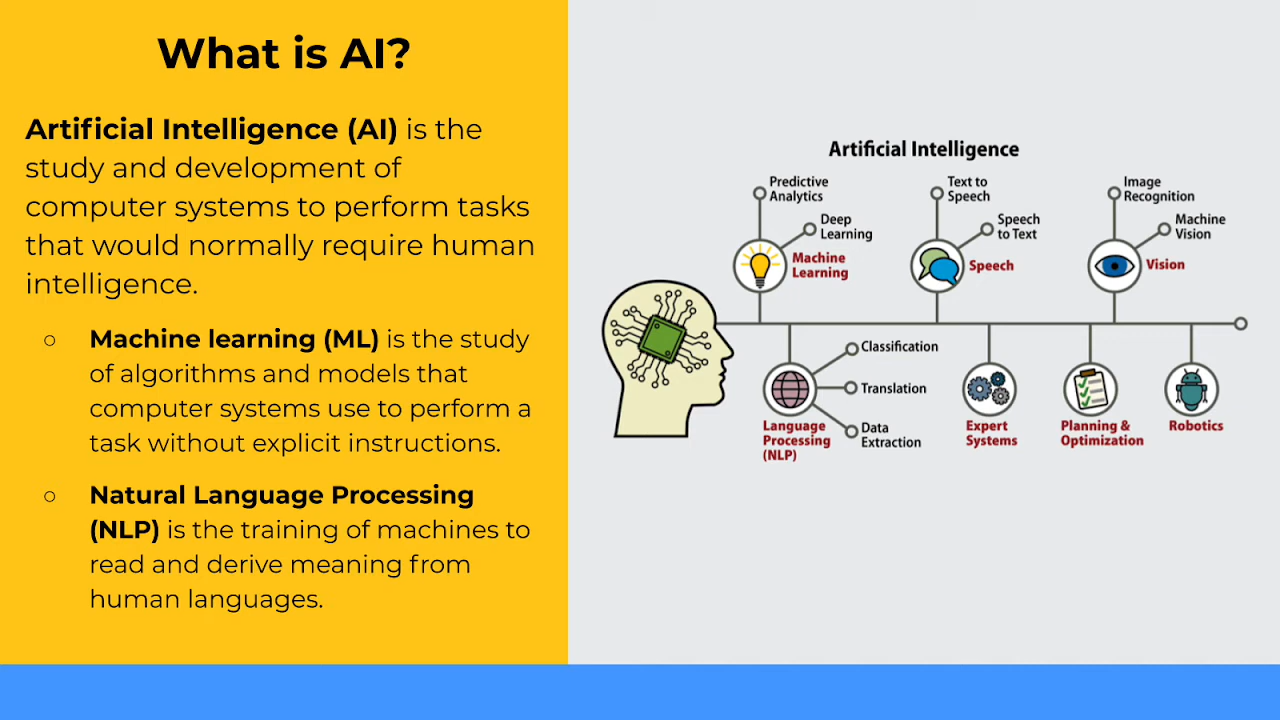 What is AI?
Artificial Intelligence (AI) is the
study and development of
computer systems to perform tasks
that would normally require human
intelligence.
○ Machine learning (ML) is the study
of algorithms and models that
computer systems use to perform a
task without explicit instructions.
○ Natural Language Processing
(NLP) is the training of machines to
read and derive meaning from
human languages.
Artificial Intelligence
Predictive
Analytics
Deep
Learning
Machine
Learning
Text to
Speech
Speech
to Text
Speech
Image
Recognition
Machine
Vision
Vision
Classification
Translation
Data
Extraction
Language
Processing
(NLP)
Expert
Systems
Planning &
Optimization
Robotics